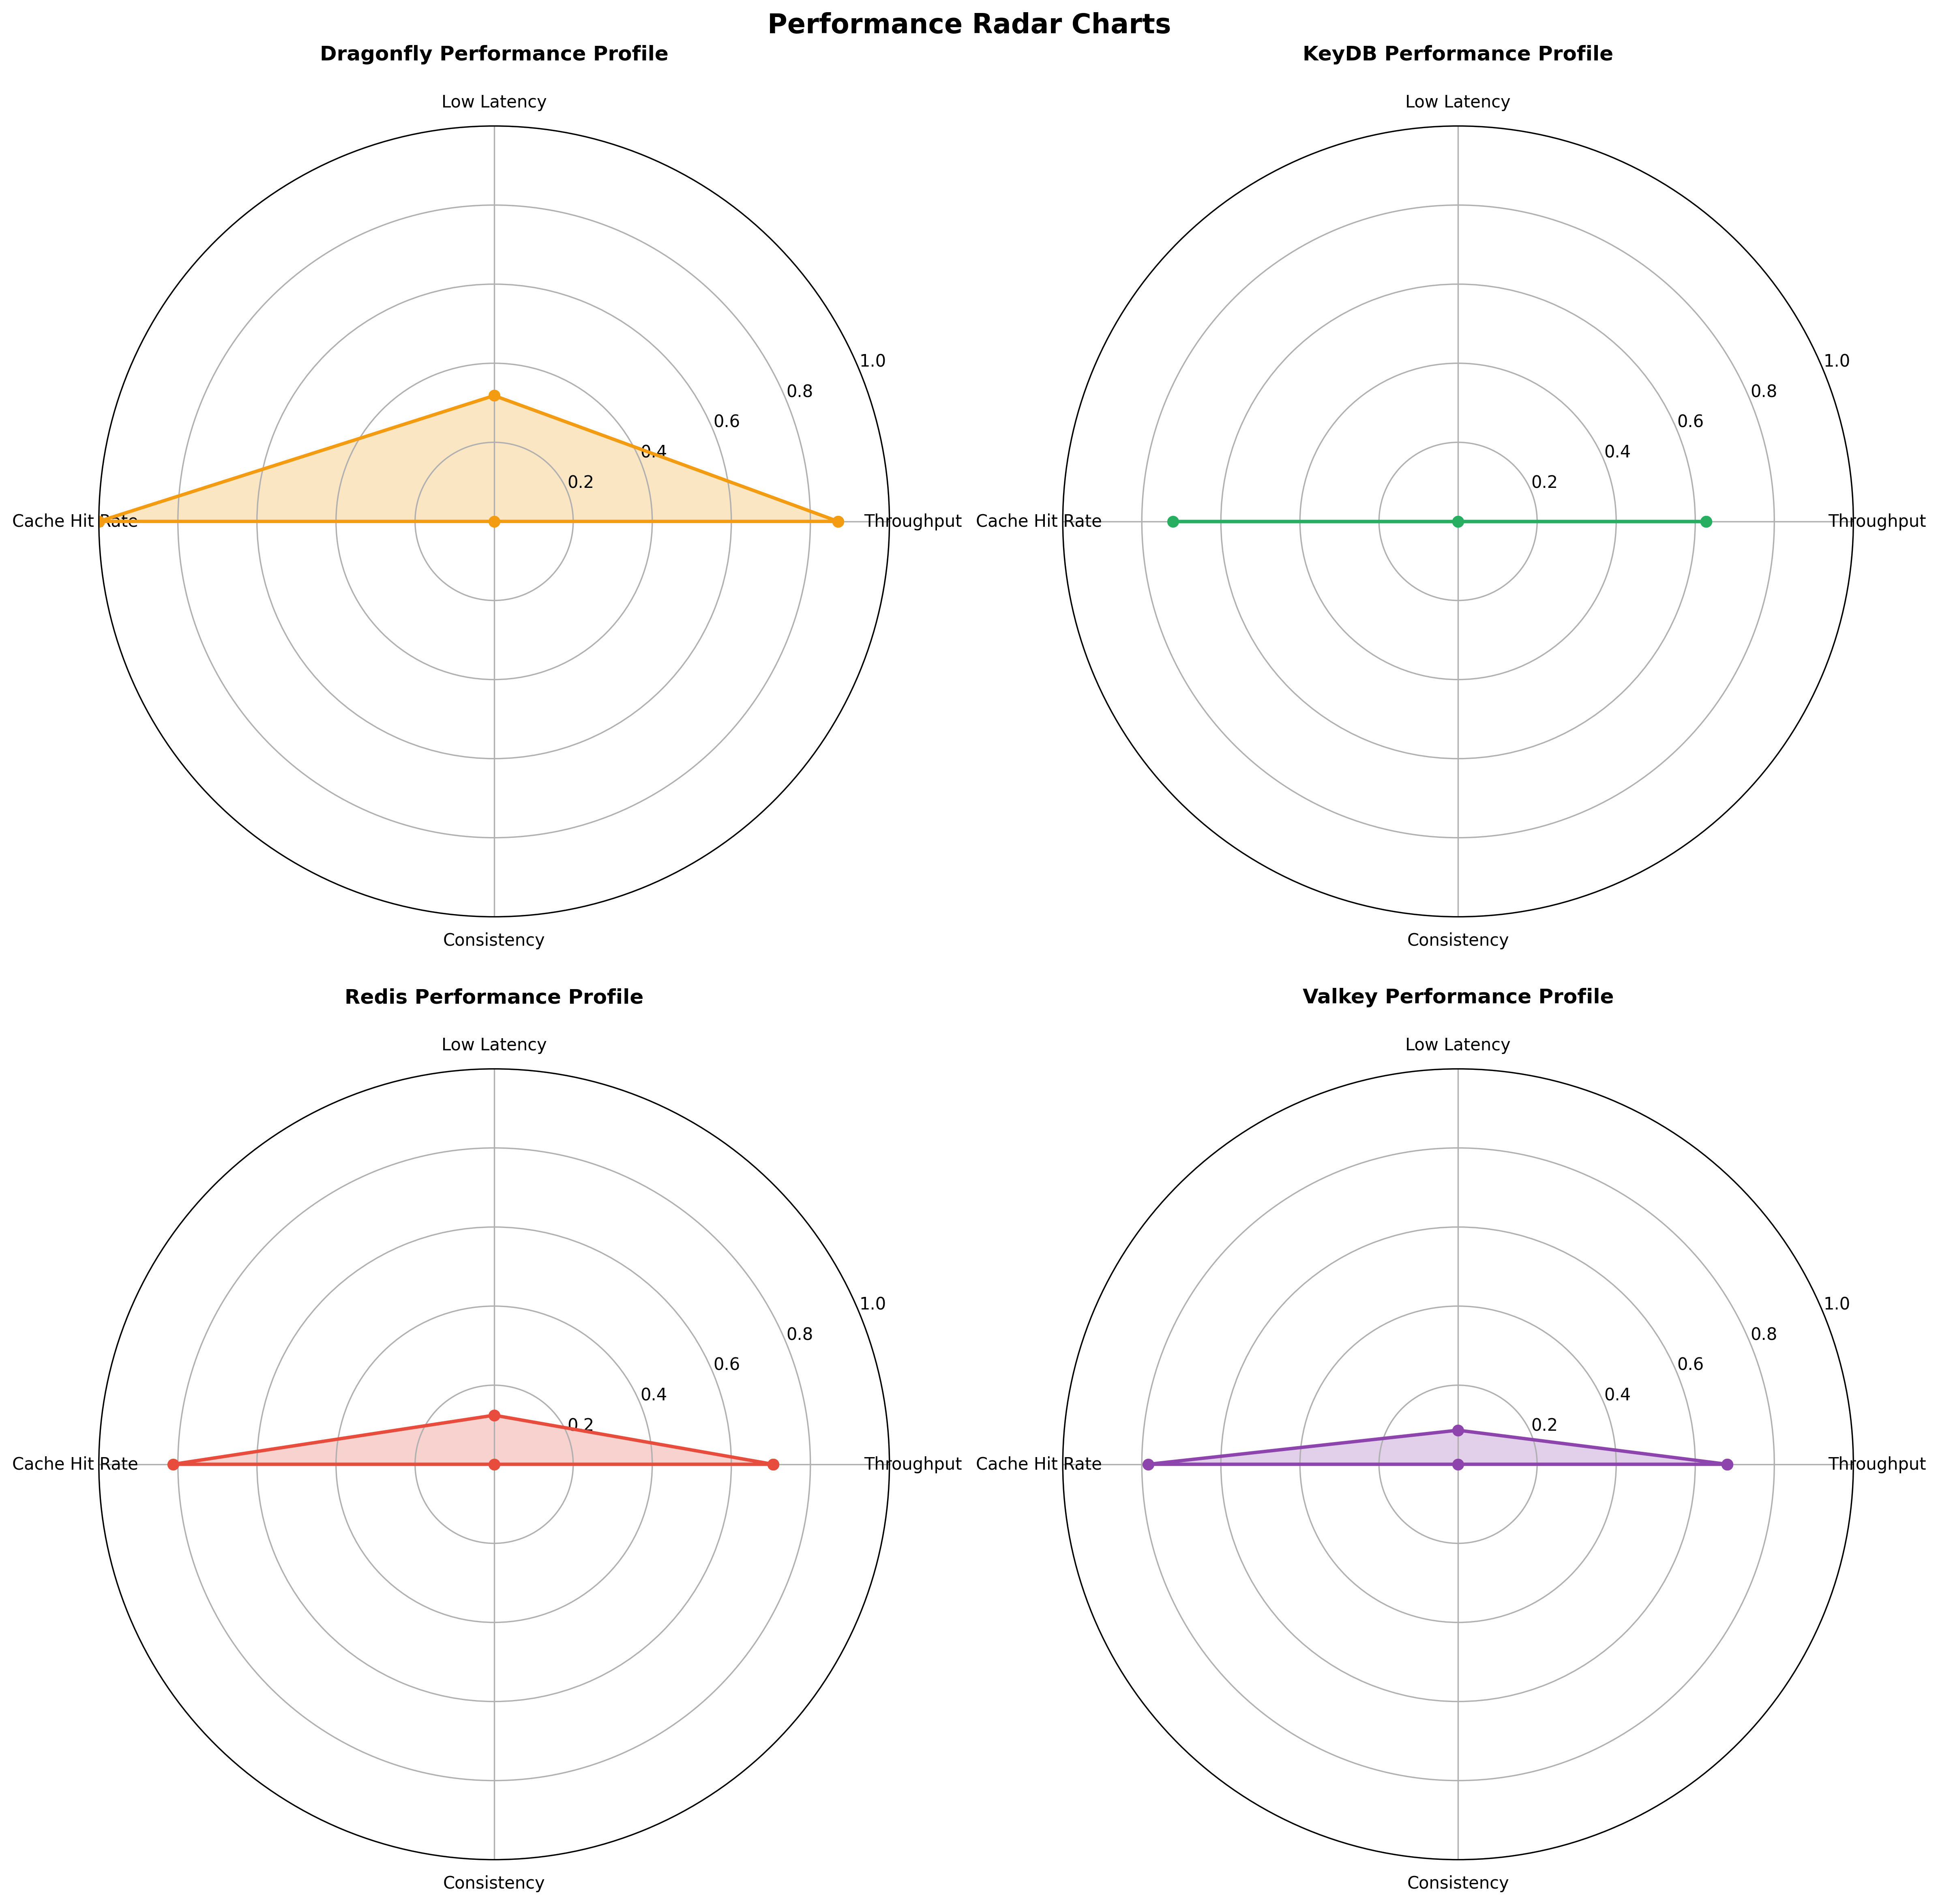 Performance Radar Charts
Dragonfly Performance Profile
Low Latency
1.0
0.8
0.6
0.4
0.2
Cache Hit Rate
Throughput
Consistency
KeyDB Performance Profile
Low Latency
1.0
0.8
0.6
0.4
0.2
Cache Hit Rate
Throughput
Consistency
Redis Performance Profile
Low Latency
1.0
0.8
0.6
0.4
0.2
Cache Hit Rate
Throughput
Consistency
Valkey Performance Profile
Low Latency
1.0
0.8
0.6
0.4
0.2
Cache Hit Rate
Throughput
Consistency